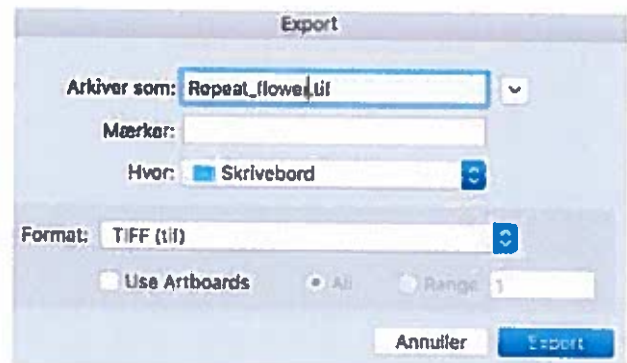 Export
Arkiver som: Repeat_flower.tif
Mærker:
Hvor: Skrivebord
Format: TIFF (tif)
Use Artboards All Range: 1
Annuller Export